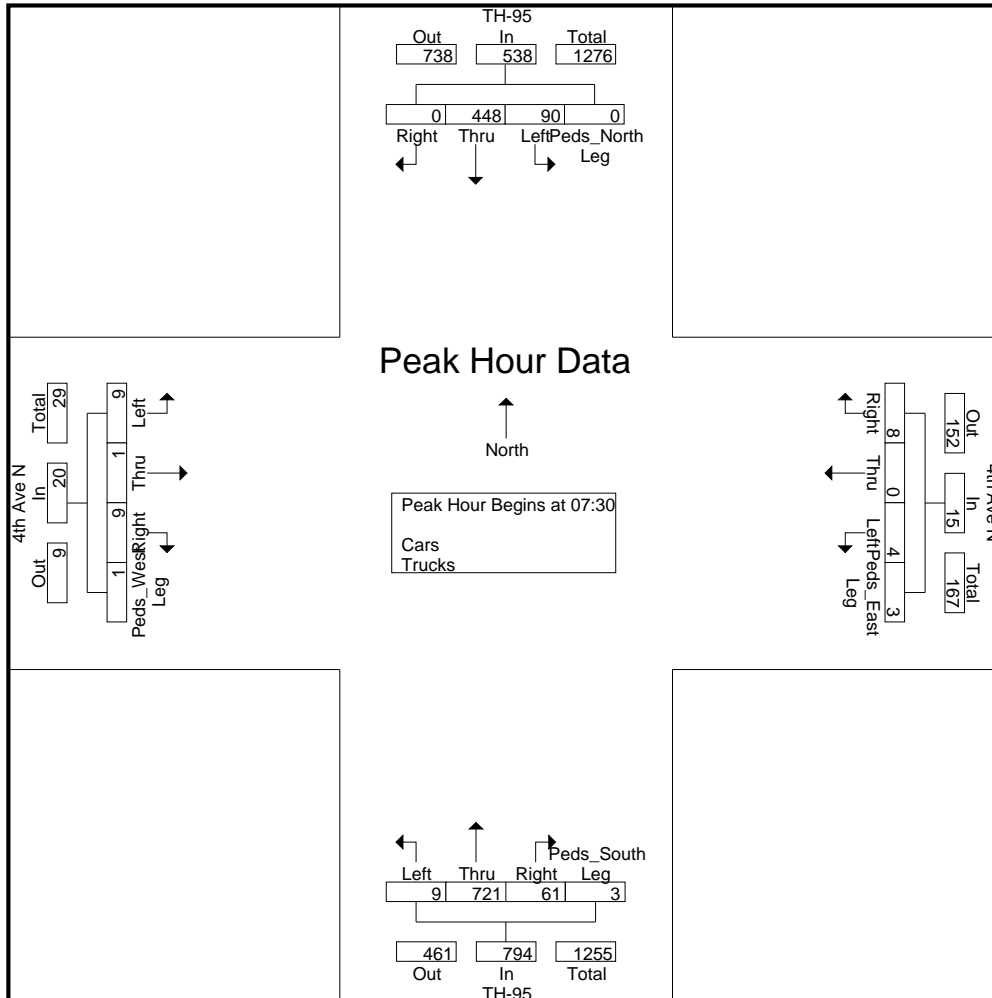 TH-95
Out In Total
738 538 1276
0 448 90 0
Right Thru Left Peds_North
Leg
Peak Hour Data
North
Peak Hour Begins at 07:30
Cars
Trucks
4th Ave N
Total In Out
29 20 9
9 1 9 1
Left Thru Right Peds_West
Leg
4th Ave N
Out In Total
152 15 167
8 0 4 3
Right Thru Left Peds_East
Leg
Peds_South
Left Thru Right Leg
9 721 61 3
461 794 1255
Out In Total
TH-95